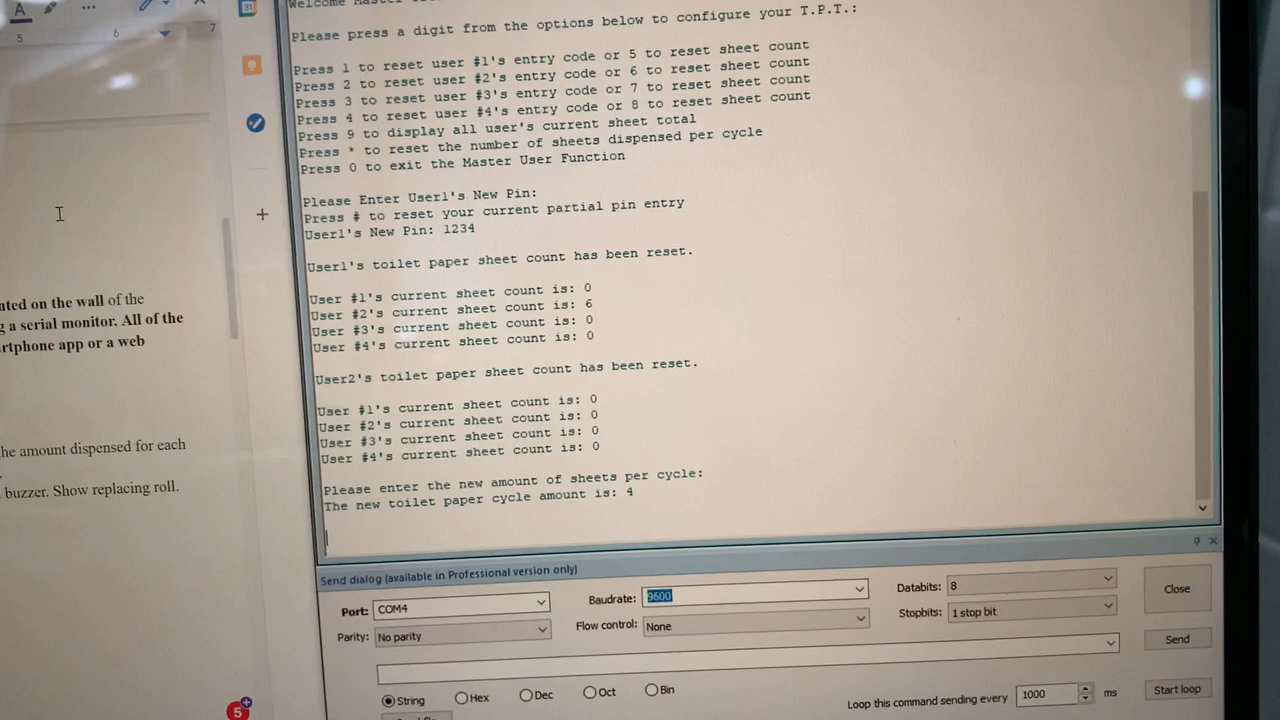 A
5
6
7
31
Welcome Master
Please press a digit from the options below to configure your T.P.T.:
Press 1 to reset user #1's entry code or 5 to reset sheet count
Press 2 to reset user #2's entry code or 6 to reset sheet count
Press 3 to reset user #3's entry code or 7 to reset sheet count
Press 4 to reset user #4's entry code or 8 to reset sheet count
Press 9 to display all user's current sheet total
Press * to reset the number of sheets dispensed per cycle
Press 0 to exit the Master User Function
Please Enter User1's New Pin:
Press # to reset your current partial pin entry
User1's New Pin: 1234
User1's toilet paper sheet count has been reset.
User #1's current sheet count is: 0
User #2's current sheet count is: 6
User #3's current sheet count is: 0
User #4's current sheet count is: 0
User2's toilet paper sheet count has been reset.
User #1's current sheet count is: 0
User #2's current sheet count is: 0
User #3's current sheet count is: 0
User #4's current sheet count is: 0
Please enter the new amount of sheets per cycle:
The new toilet paper cycle amount is: 4
nted on the wall of the
g a serial monitor. All of the
rtphone app or a web
he amount dispensed for each
buzzer. Show replacing roll.
5
Send dialog (available in Professional version only)
Port: COM4 Baudrate: 9600 Databits: 8 Close
Parity: No parity Flow control: None Stopbits: 1 stop bit
Send
String Hex Dec Oct Bin Loop this command sending every 1000 ms Start loop